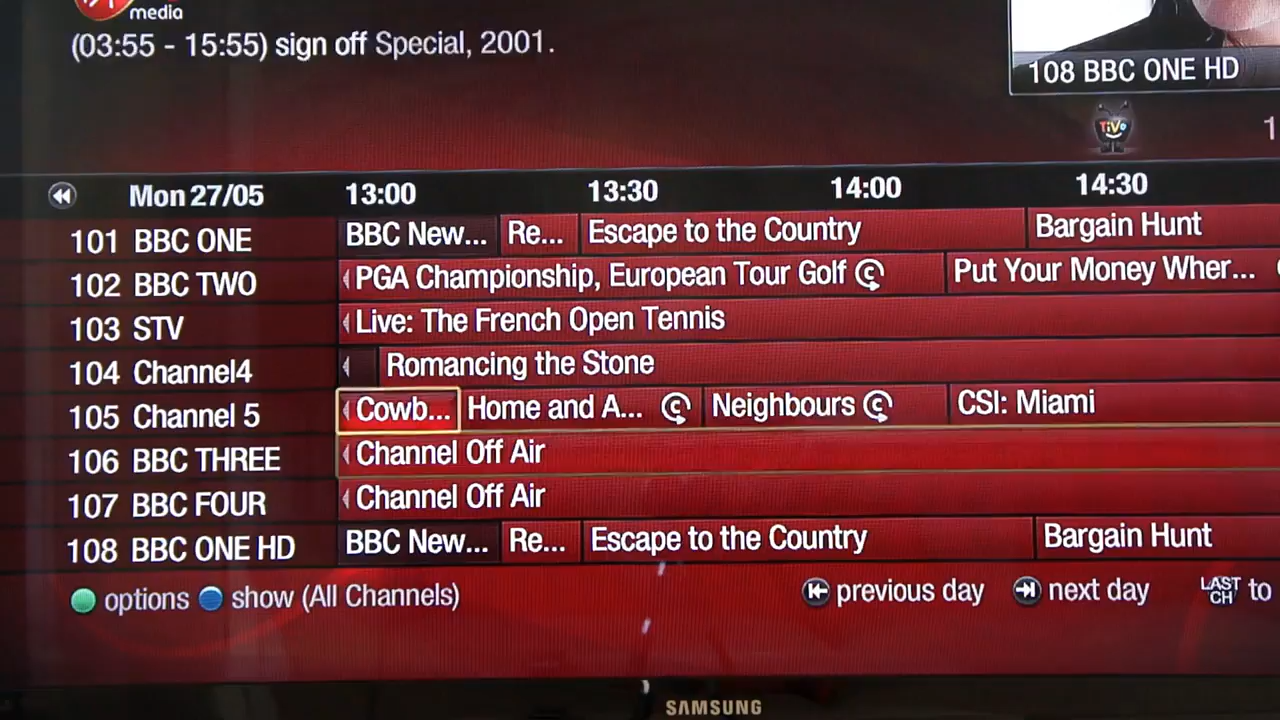 media
(03:55 - 15:55) sign off Special, 2001.
108 BBC ONE HD
TiVo
Mon 27/05 13:00 13:30 14:00 14:30
101 BBC ONE BBC New... Re... Escape to the Country Bargain Hunt
102 BBC TWO PGA Championship, European Tour Golf Put Your Money Wher...
103 STV Live: The French Open Tennis
104 Channel4 Romancing the Stone
105 Channel 5 Cowb... Home and A... Neighbours CSI: Miami
106 BBC THREE Channel Off Air
107 BBC FOUR Channel Off Air
108 BBC ONE HD BBC New... Re... Escape to the Country Bargain Hunt
options show (All Channels) previous day next day LAST CH to
SAMSUNG